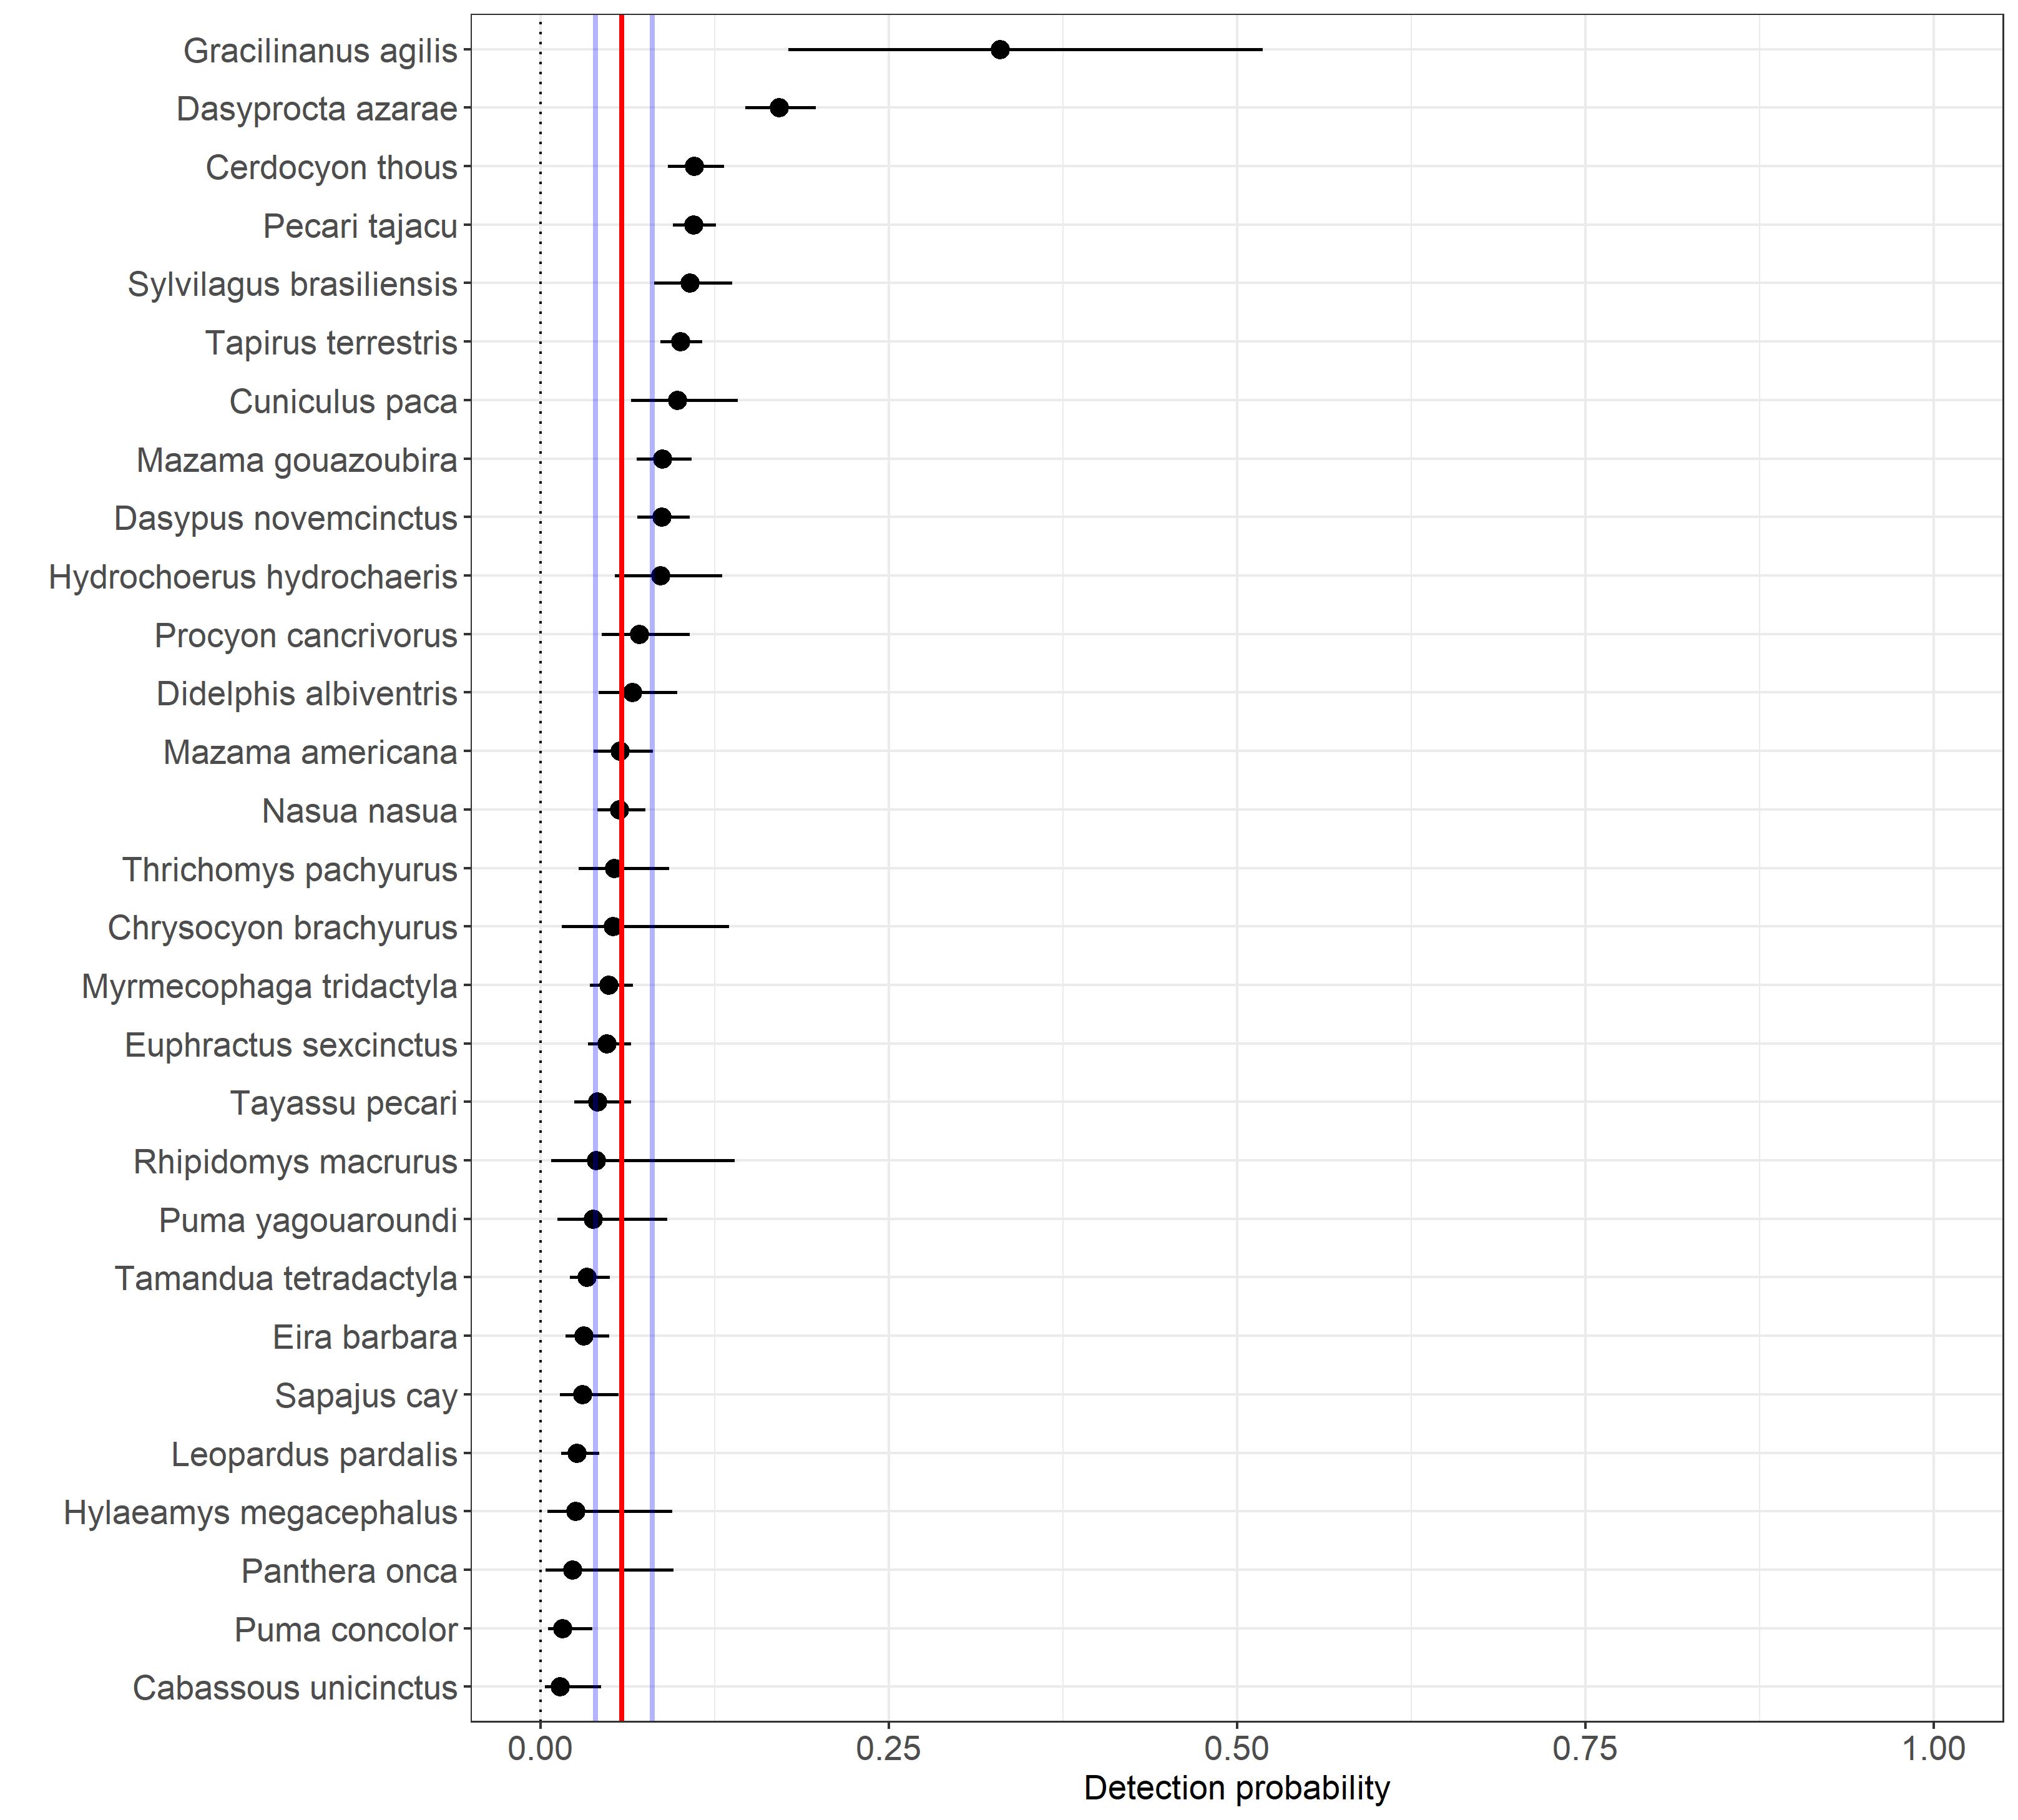 Gracilinanus agilis
Dasyprocta azarae
Cerdocyon thous
Pecari tajacu
Sylvilagus brasiliensis
Tapirus terrestris
Cuniculus paca
Mazama gouazoubira
Dasypus novemcinctus
Hydrochoerus hydrochaeris
Procyon cancrivorus
Didelphis albiventris
Mazama americana
Nasua nasua
Thrichomys pachyurus
Chrysocyon brachyurus
Myrmecophaga tridactyla
Euphractus sexcinctus
Tayassu pecari
Rhipidomys macrurus
Puma yagouaroundi
Tamandua tetradactyla
Eira barbara
Sapajus cay
Leopardus pardalis
Hylaeamys megacephalus
Panthera onca
Puma concolor
Cabassous unicinctus
0.00 0.25 0.50 0.75 1.00
Detection probability